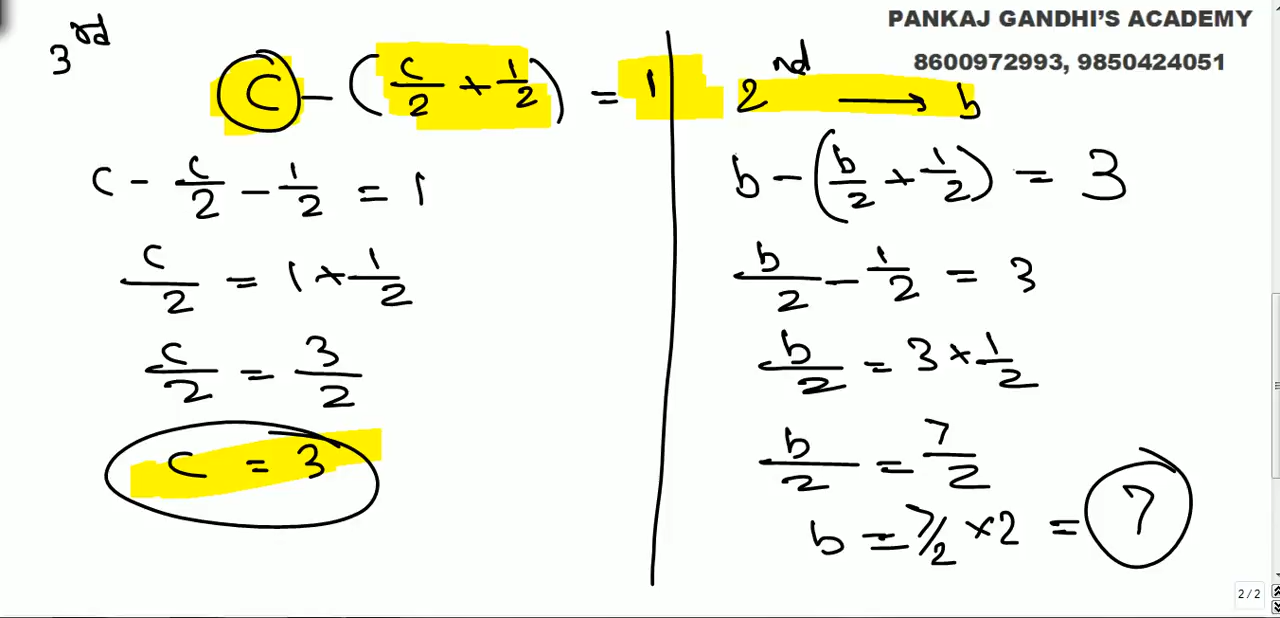 PANKAJ GANDHI'S ACADEMY
8600972993, 9850424051
3rd
C - (c/2 + 1/2) = 1
c - c/2 - 1/2 = 1
c/2 = 1 + 1/2
c/2 = 3/2
c = 3
2nd → b
b - (b/2 + 1/2) = 3
b/2 - 1/2 = 3
b/2 = 3 + 1/2
b/2 = 7/2
b = 7/2 × 2 = 7
2 / 2